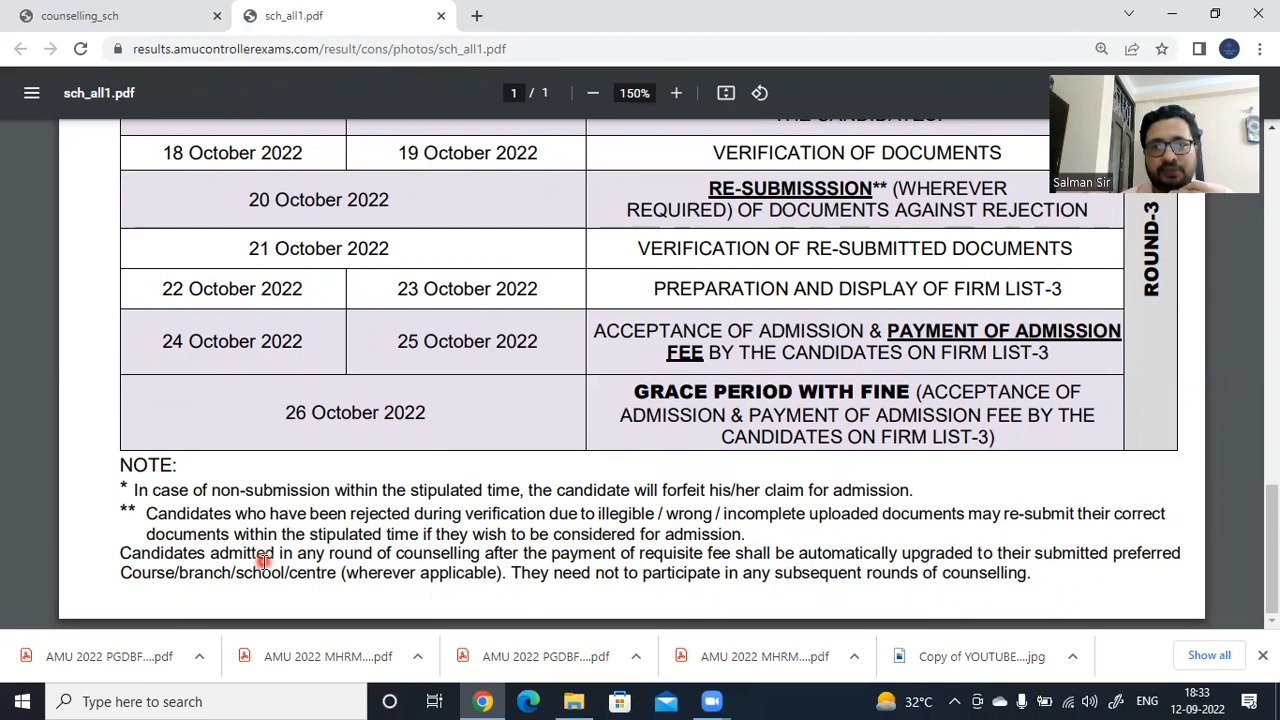 counselling_sch
sch_all1.pdf
results.amucontrollerexams.com/result/cons/photos/sch_all1.pdf
sch_all1.pdf
1 / 1
150%
Salman Sir
18 October 2022 19 October 2022 VERIFICATION OF DOCUMENTS
20 October 2022
RE-SUBMISSSION** (WHEREVER
REQUIRED) OF DOCUMENTS AGAINST REJECTION
21 October 2022 VERIFICATION OF RE-SUBMITTED DOCUMENTS
22 October 2022 23 October 2022 PREPARATION AND DISPLAY OF FIRM LIST-3
24 October 2022 25 October 2022
ACCEPTANCE OF ADMISSION & PAYMENT OF ADMISSION
FEE BY THE CANDIDATES ON FIRM LIST-3
26 October 2022
GRACE PERIOD WITH FINE (ACCEPTANCE OF
ADMISSION & PAYMENT OF ADMISSION FEE BY THE
CANDIDATES ON FIRM LIST-3)
ROUND-3
NOTE:
* In case of non-submission within the stipulated time, the candidate will forfeit his/her claim for admission.
** Candidates who have been rejected during verification due to illegible / wrong / incomplete uploaded documents may re-submit their correct
documents within the stipulated time if they wish to be considered for admission.
Candidates admitted in any round of counselling after the payment of requisite fee shall be automatically upgraded to their submitted preferred
Course/branch/school/centre (wherever applicable). They need not to participate in any subsequent rounds of counselling.
AMU 2022 PGDBF....pdf
AMU 2022 MHRM....pdf
AMU 2022 PGDBF....pdf
AMU 2022 MHRM....pdf
Copy of YOUTUBE....jpg
Show all
Type here to search
32°C
ENG
18:33
12-09-2022